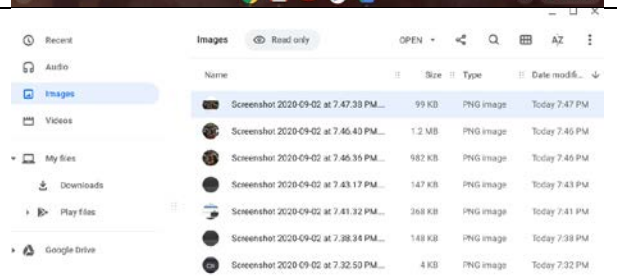 Recent
Audio
Images
Videos
My files
Downloads
Play files
Google Drive
Images Read only OPEN
Name Size Type Date modifi...
Screenshot 2020-09-02 at 7.47.38 PM... 99 KB PNG image Today 7:47 PM
Screenshot 2020-09-02 at 7.46.40 PM... 1.2 MB PNG image Today 7:46 PM
Screenshot 2020-09-02 at 7.46.36 PM... 982 KB PNG image Today 7:46 PM
Screenshot 2020-09-02 at 7.43.17 PM... 147 KB PNG image Today 7:43 PM
Screenshot 2020-09-02 at 7.41.32 PM... 368 KB PNG image Today 7:41 PM
Screenshot 2020-09-02 at 7.38.34 PM... 148 KB PNG image Today 7:38 PM
Screenshot 2020-09-02 at 7.32.50 PM... 4 KB PNG image Today 7:32 PM